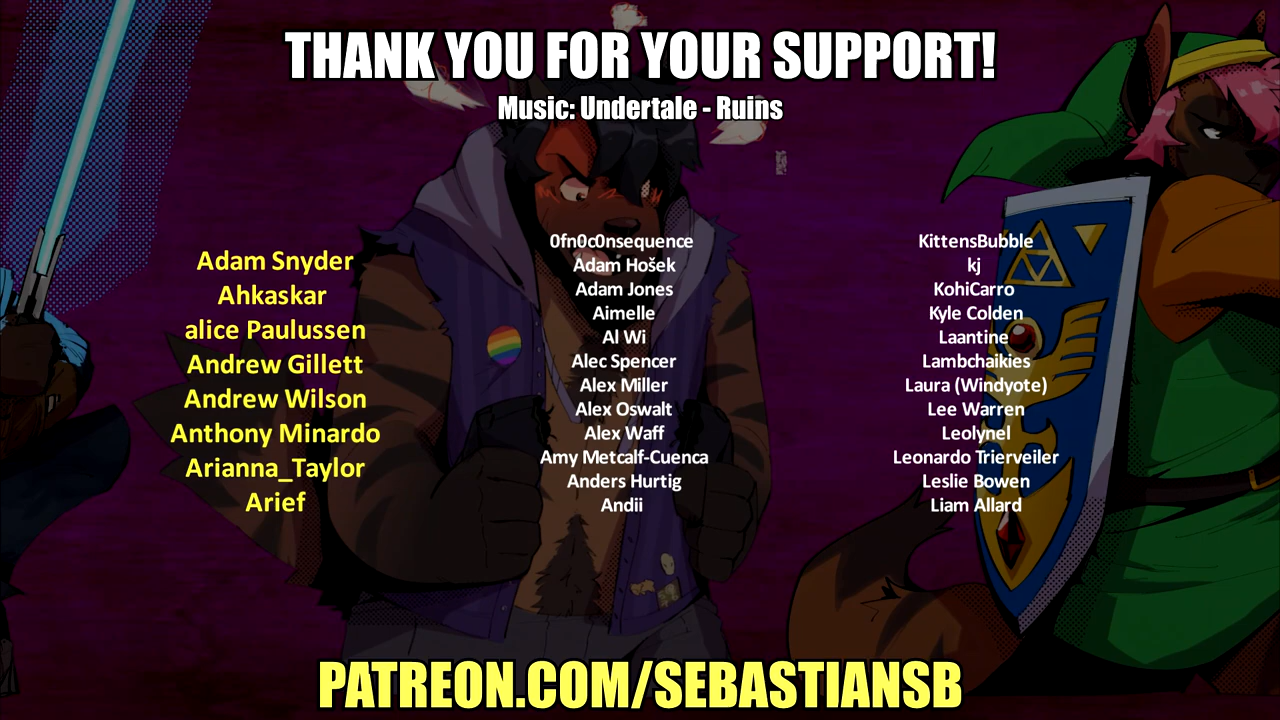 THANK YOU FOR YOUR SUPPORT!
Music: Undertale - Ruins
Adam Snyder
Ahkaskar
alice Paulussen
Andrew Gillett
Andrew Wilson
Anthony Minardo
Arianna_Taylor
Arief
0fn0c0nsequence
Adam Hošek
Adam Jones
Aimelle
Al Wi
Alec Spencer
Alex Miller
Alex Oswalt
Alex Waff
Amy Metcalf-Cuenca
Anders Hurtig
Andii
KittensBubble
kj
KohiCarro
Kyle Colden
Laantine
Lambchaikies
Laura (Windyote)
Lee Warren
Leolynel
Leonardo Trierveiler
Leslie Bowen
Liam Allard
PATREON.COM/SEBASTIANSB